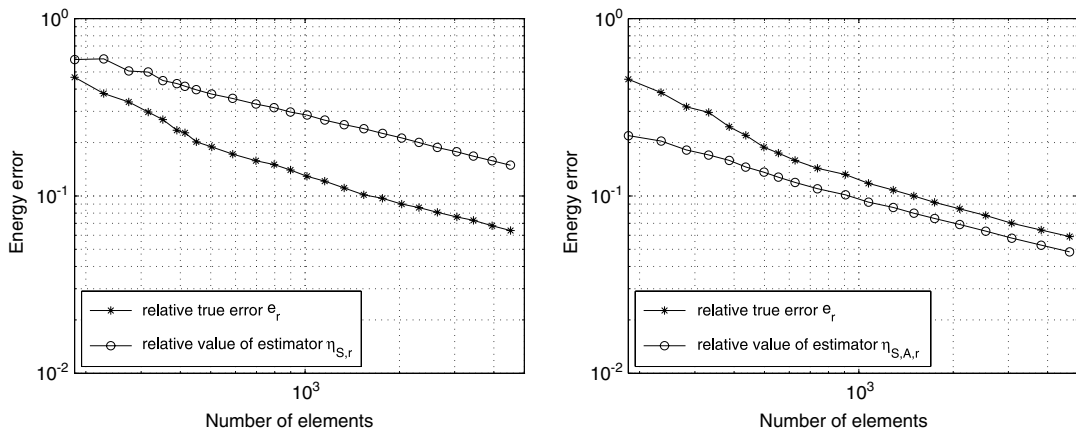 10^0
10^-1
10^-2
10^3
Energy error
Number of elements
relative true error e_r
relative value of estimator η_S,r
10^0
10^-1
10^-2
10^3
Energy error
Number of elements
relative true error e_r
relative value of estimator η_S,A,r